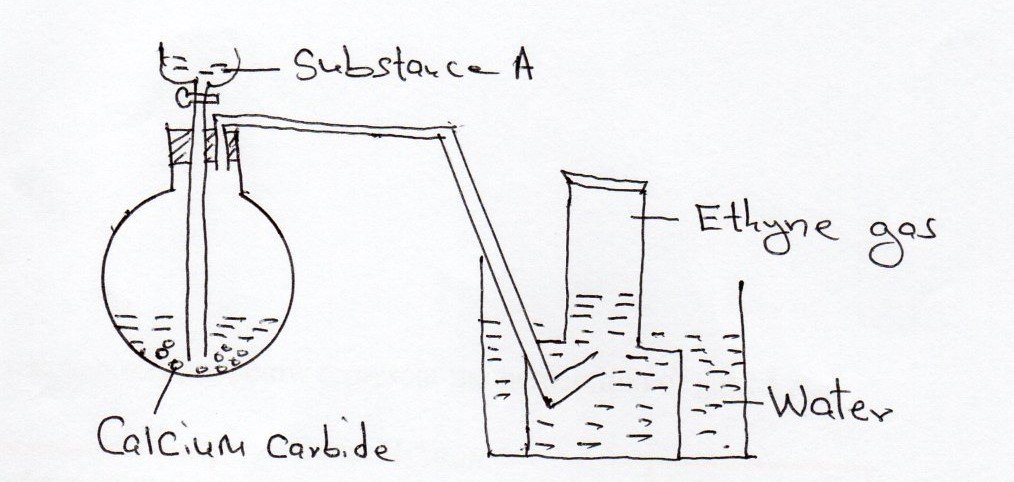 Substance A
Ethyne gas
Water
Calcium Carbide